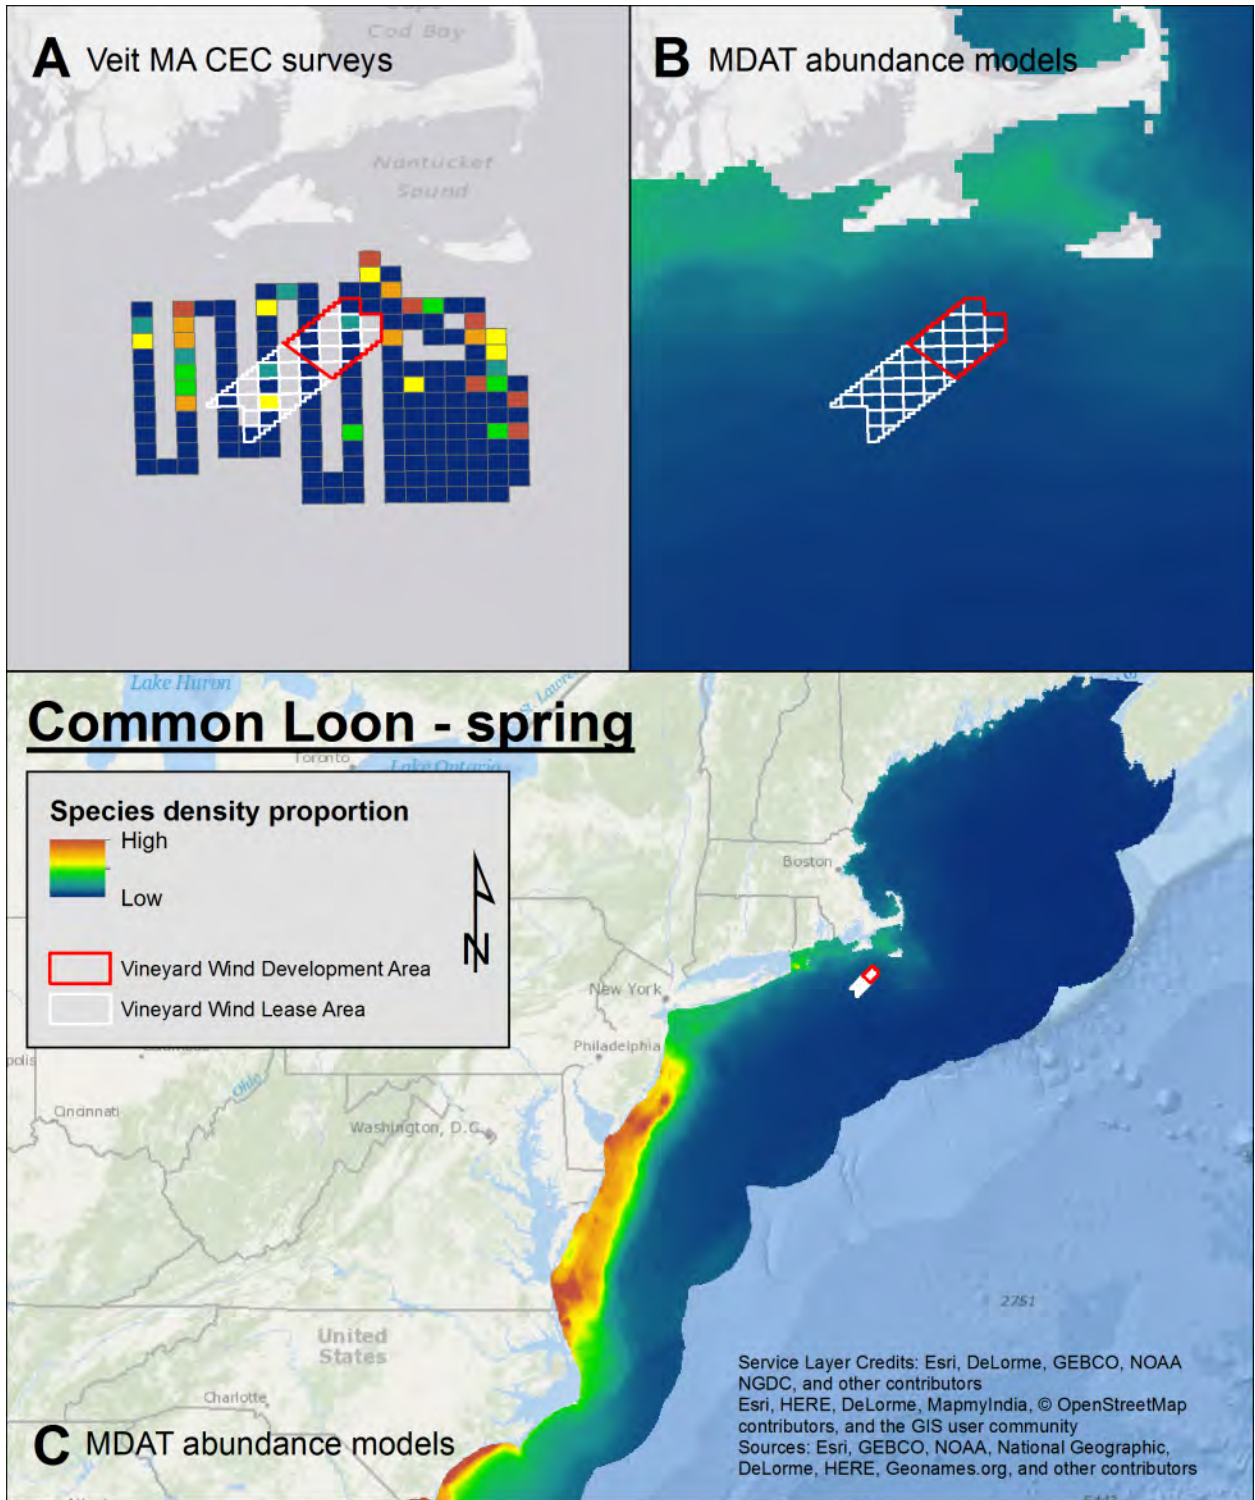 Cod Bay
A Veit MA CEC surveys
B MDAT abundance models
Nantucket
Sound
Lake Huron
Common Loon - spring
Toronto
Lake Ontario
Species density proportion
High
Low
N
Vineyard Wind Development Area
Vineyard Wind Lease Area
Boston
New York
Philadelphia
Ohio
Cincinnati
Washington, D.C.
2751
United
States
Charlotte
Service Layer Credits: Esri, DeLorme, GEBCO, NOAA
NGDC, and other contributors
Esri, HERE, DeLorme, MapmyIndia, © OpenStreetMap
contributors, and the GIS user community
Sources: Esri, GEBCO, NOAA, National Geographic,
DeLorme, HERE, Geonames.org, and other contributors
C MDAT abundance models